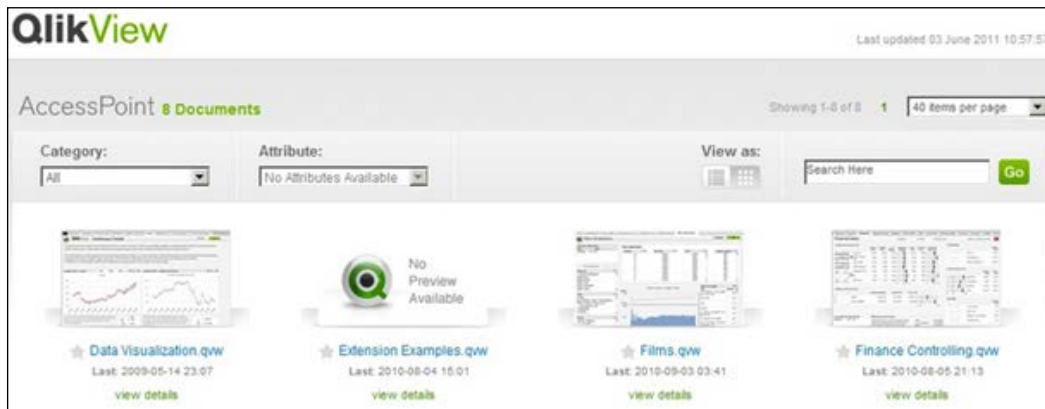 QlikView
Last updated 03 June 2011 10:57:57
AccessPoint 8 Documents
Showing 1-8 of 8 1 40 items per page
Category: Attribute: View as:
All No Attributes Available Search Here Go
No
Preview
Available
Data Visualization.qvw Extension Examples.qvw Films.qvw Finance Controlling.qvw
Last: 2009-05-14 23:07 Last: 2010-08-04 15:01 Last: 2010-09-03 03:41 Last: 2010-08-05 21:13
view details view details view details view details